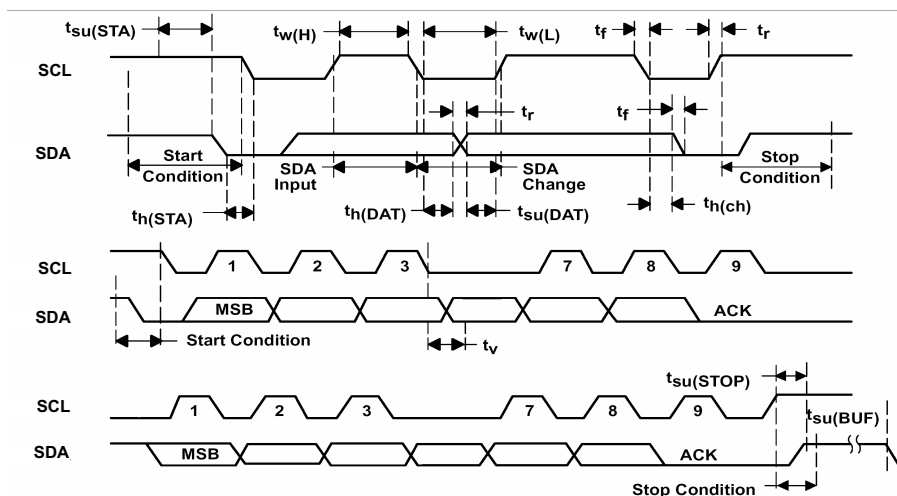 tsu(STA) tw(H) tw(L) tf tr
SCL
tr tf
SDA
Start Condition SDA Input SDA Change Stop Condition
th(STA) th(DAT) tsu(DAT) th(ch)
SCL 1 2 3 7 8 9
SDA MSB ACK
Start Condition tv
tsu(STOP)
SCL 1 2 3 7 8 9 tsu(BUF)
SDA MSB ACK
Stop Condition